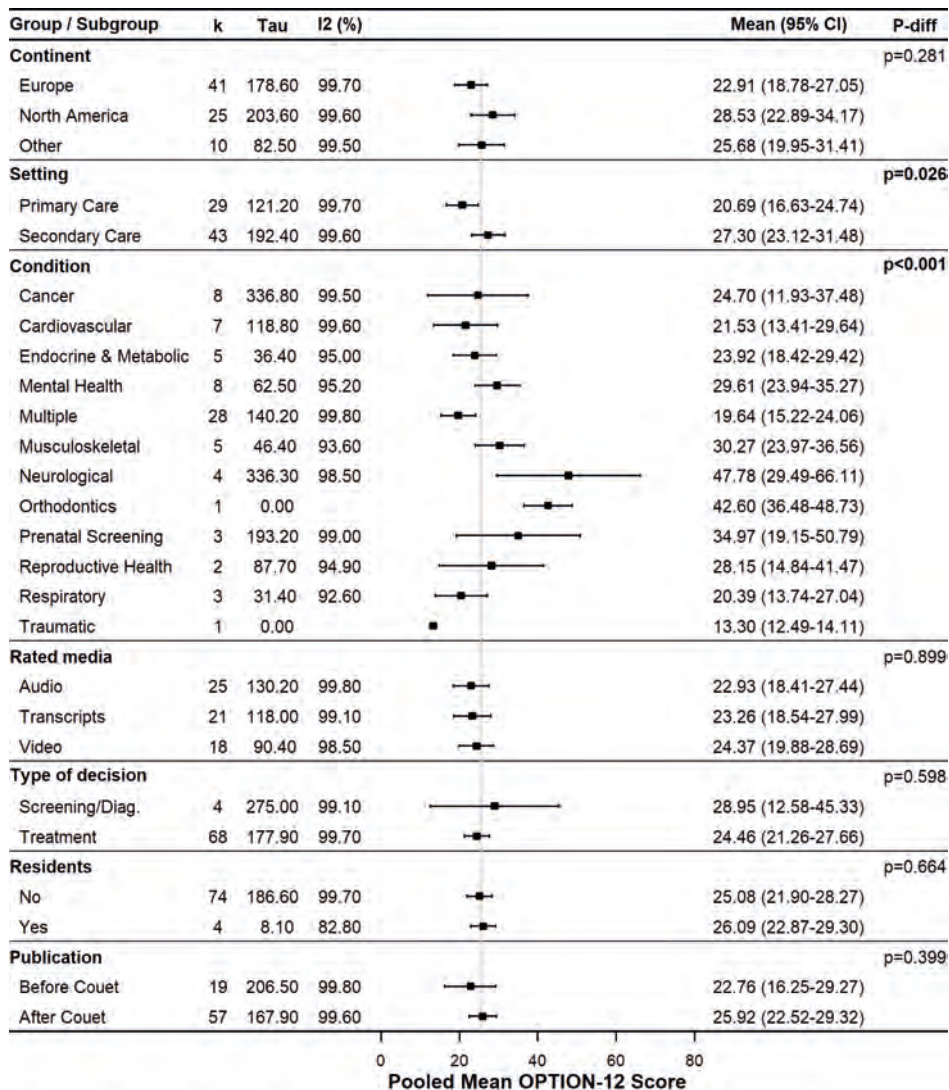 Group / Subgroup k Tau I2 (%) Mean (95% CI) P-diff
Continent p=0.281
Europe 41 178.60 99.70 22.91 (18.78-27.05)
North America 25 203.60 99.60 28.53 (22.89-34.17)
Other 10 82.50 99.50 25.68 (19.95-31.41)
Setting p=0.026
Primary Care 29 121.20 99.70 20.69 (16.63-24.74)
Secondary Care 43 192.40 99.60 27.30 (23.12-31.48)
Condition p<0.001
Cancer 8 336.80 99.50 24.70 (11.93-37.48)
Cardiovascular 7 118.80 99.60 21.53 (13.41-29.64)
Endocrine & Metabolic 5 36.40 95.00 23.92 (18.42-29.42)
Mental Health 8 62.50 95.20 29.61 (23.94-35.27)
Multiple 28 140.20 99.80 19.64 (15.22-24.06)
Musculoskeletal 5 46.40 93.60 30.27 (23.97-36.56)
Neurological 4 336.30 98.50 47.78 (29.49-66.11)
Orthodontics 1 0.00 42.60 (36.48-48.73)
Prenatal Screening 3 193.20 99.00 34.97 (19.15-50.79)
Reproductive Health 2 87.70 94.90 28.15 (14.84-41.47)
Respiratory 3 31.40 92.60 20.39 (13.74-27.04)
Traumatic 1 0.00 13.30 (12.49-14.11)
Rated media p=0.899
Audio 25 130.20 99.80 22.93 (18.41-27.44)
Transcripts 21 118.00 99.10 23.26 (18.54-27.99)
Video 18 90.40 98.50 24.37 (19.88-28.69)
Type of decision p=0.598
Screening/Diag. 4 275.00 99.10 28.95 (12.58-45.33)
Treatment 68 177.90 99.70 24.46 (21.26-27.66)
Residents p=0.664
No 74 186.60 99.70 25.08 (21.90-28.27)
Yes 4 8.10 82.80 26.09 (22.87-29.30)
Publication p=0.399
Before Couet 19 206.50 99.80 22.76 (16.25-29.27)
After Couet 57 167.90 99.60 25.92 (22.52-29.32)
0 20 40 60 80
Pooled Mean OPTION-12 Score